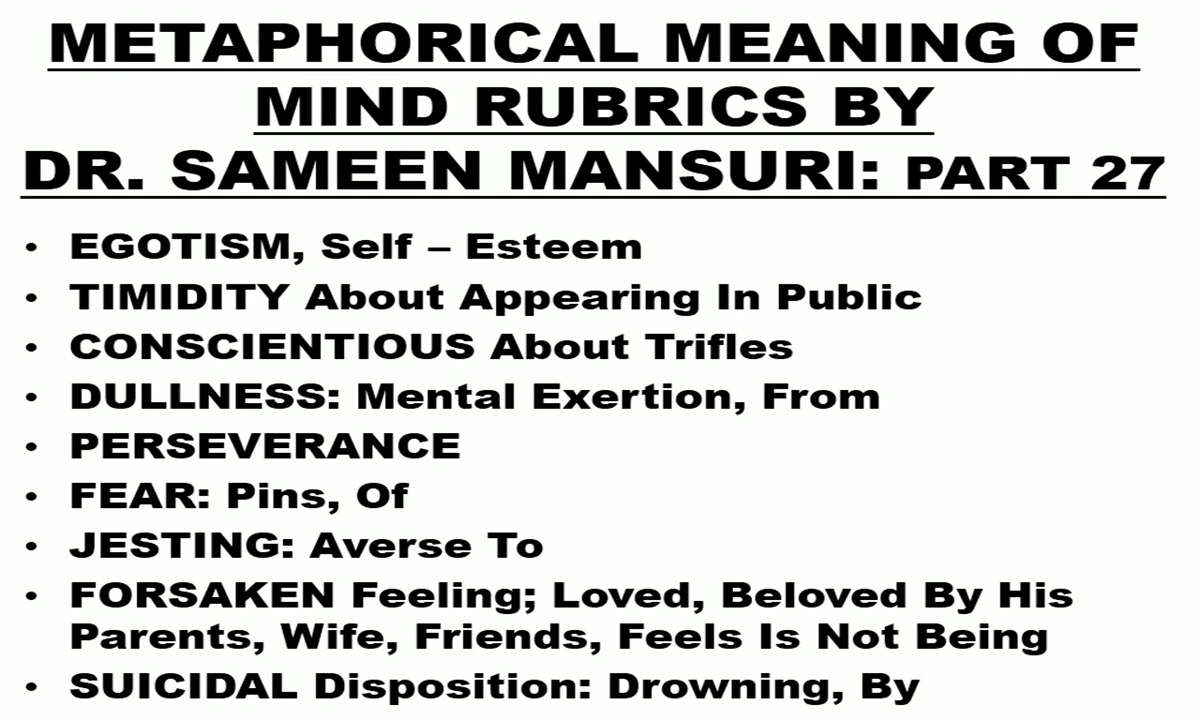 METAPHORICAL MEANING OF
MIND RUBRICS BY
DR. SAMEEN MANSURI: PART 27
• EGOTISM, Self – Esteem
• TIMIDITY About Appearing In Public
• CONSCIENTIOUS About Trifles
• DULLNESS: Mental Exertion, From
• PERSEVERANCE
• FEAR: Pins, Of
• JESTING: Averse To
• FORSAKEN Feeling; Loved, Beloved By His
Parents, Wife, Friends, Feels Is Not Being
• SUICIDAL Disposition: Drowning, By